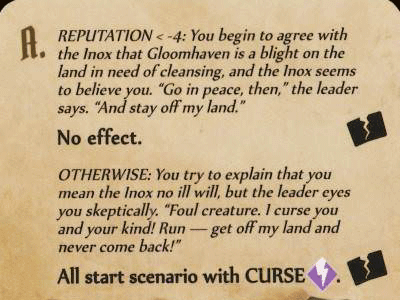 A. REPUTATION < -4: You begin to agree with
the Inox that Gloomhaven is a blight on the
land in need of cleansing, and the Inox seems
to believe you. “Go in peace, then,” the leader
says. “And stay off my land.”
No effect.
OTHERWISE: You try to explain that you
mean the Inox no ill will, but the leader eyes
you skeptically. “Foul creature. I curse you
and your kind! Run — get off my land and
never come back!”
All start scenario with CURSE .